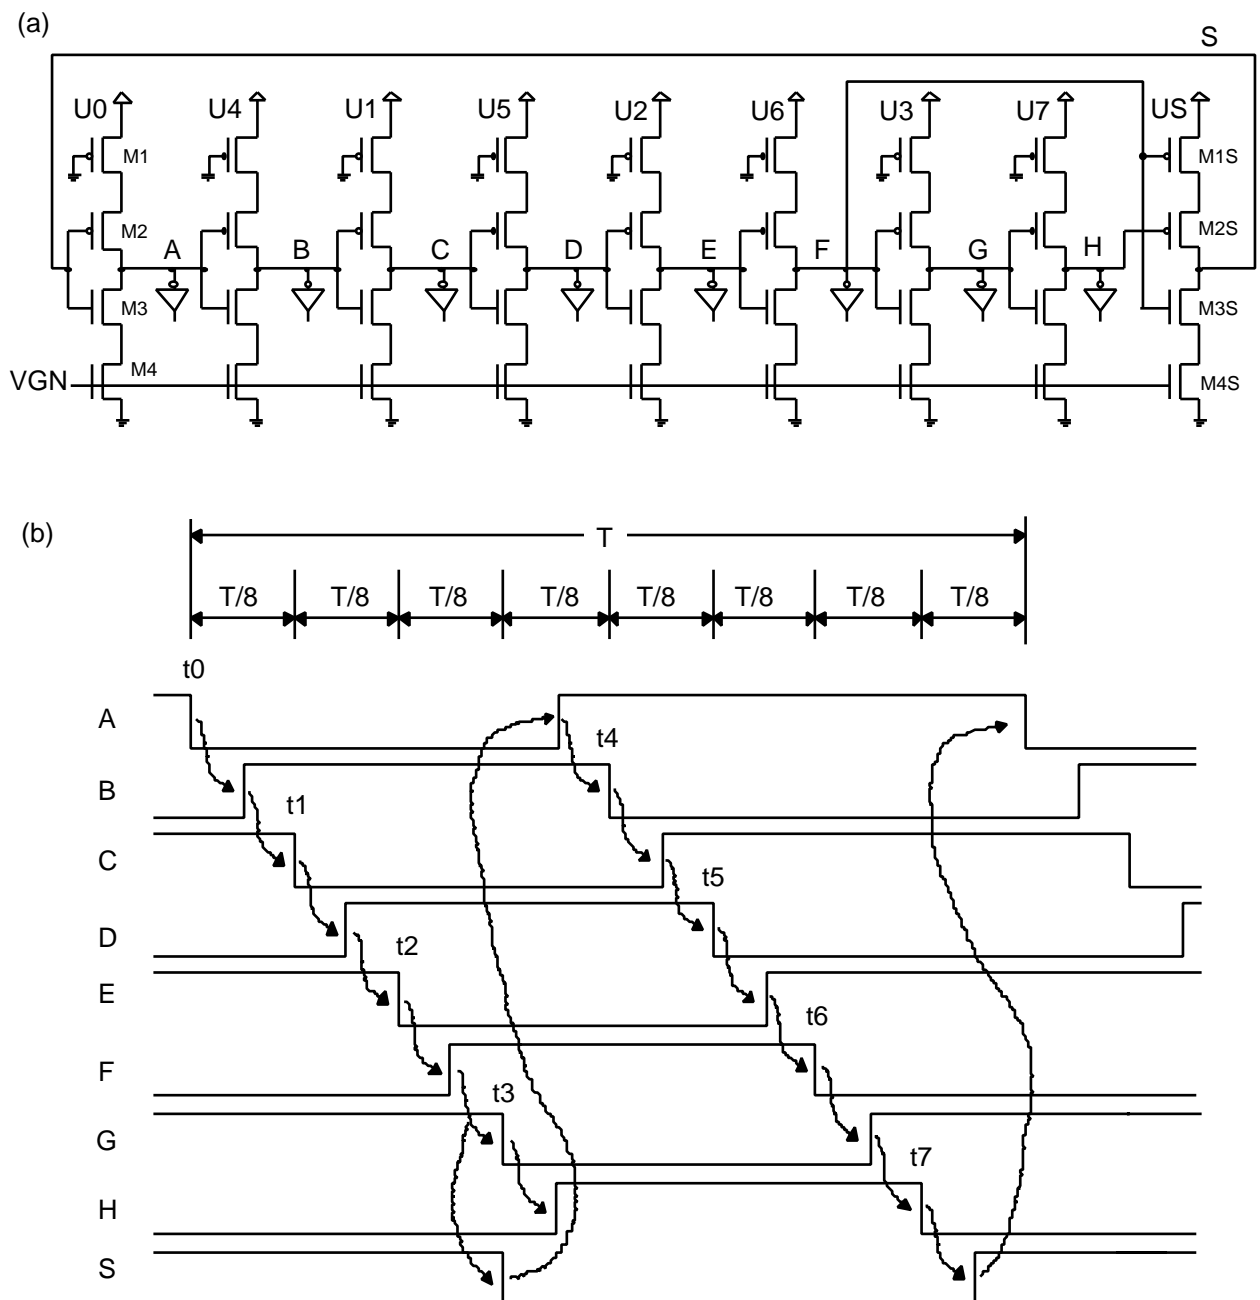 (a)
S
U0 U4 U1 U5 U2 U6 U3 U7 US
M1 M1S
M2 M2S
A B C D E F G H
M3 M3S
VGN M4 M4S
(b)
T
T/8 T/8 T/8 T/8 T/8 T/8 T/8 T/8
t0
A
t4
B
t1
C
t5
D
t2
E
t6
F
t3
G
t7
H
S